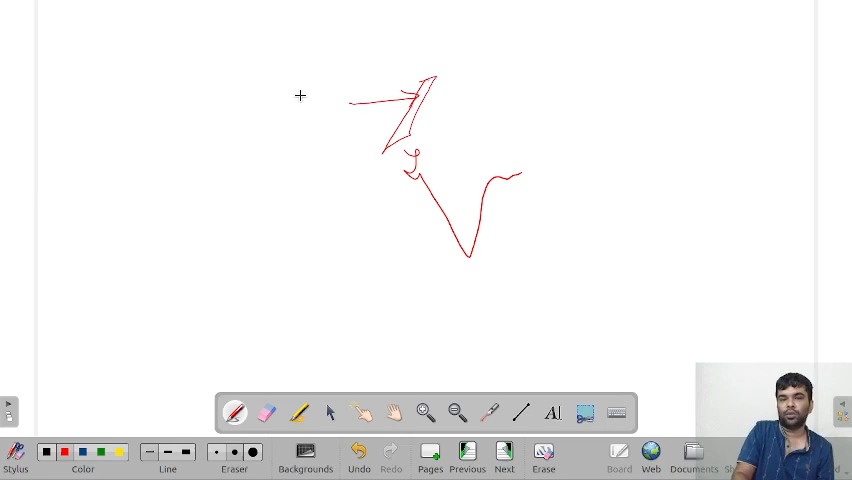 Stylus
Color
Line
Eraser
Backgrounds
Undo
Redo
Pages
Previous
Next
Erase
Board
Web
Documents